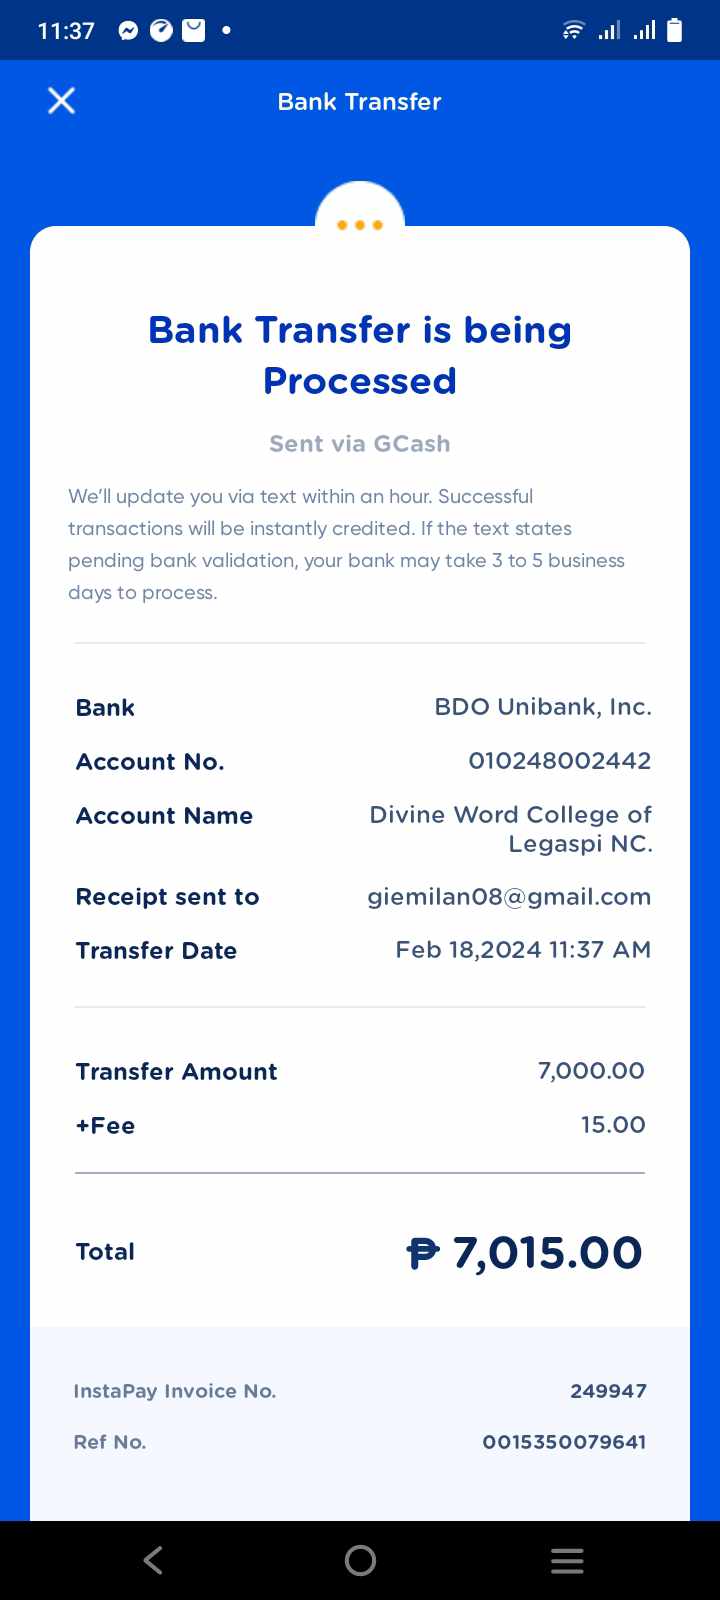 11:37
Bank Transfer
Bank Transfer is being
Processed
Sent via GCash
We'll update you via text within an hour. Successful
transactions will be instantly credited. If the text states
pending bank validation, your bank may take 3 to 5 business
days to process.
Bank BDO Unibank, Inc.
Account No. 010248002442
Account Name Divine Word College of
Legaspi NC.
Receipt sent to giemilan08@gmail.com
Transfer Date Feb 18,2024 11:37 AM
Transfer Amount 7,000.00
+Fee 15.00
Total ₱ 7,015.00
InstaPay Invoice No. 249947
Ref No. 0015350079641